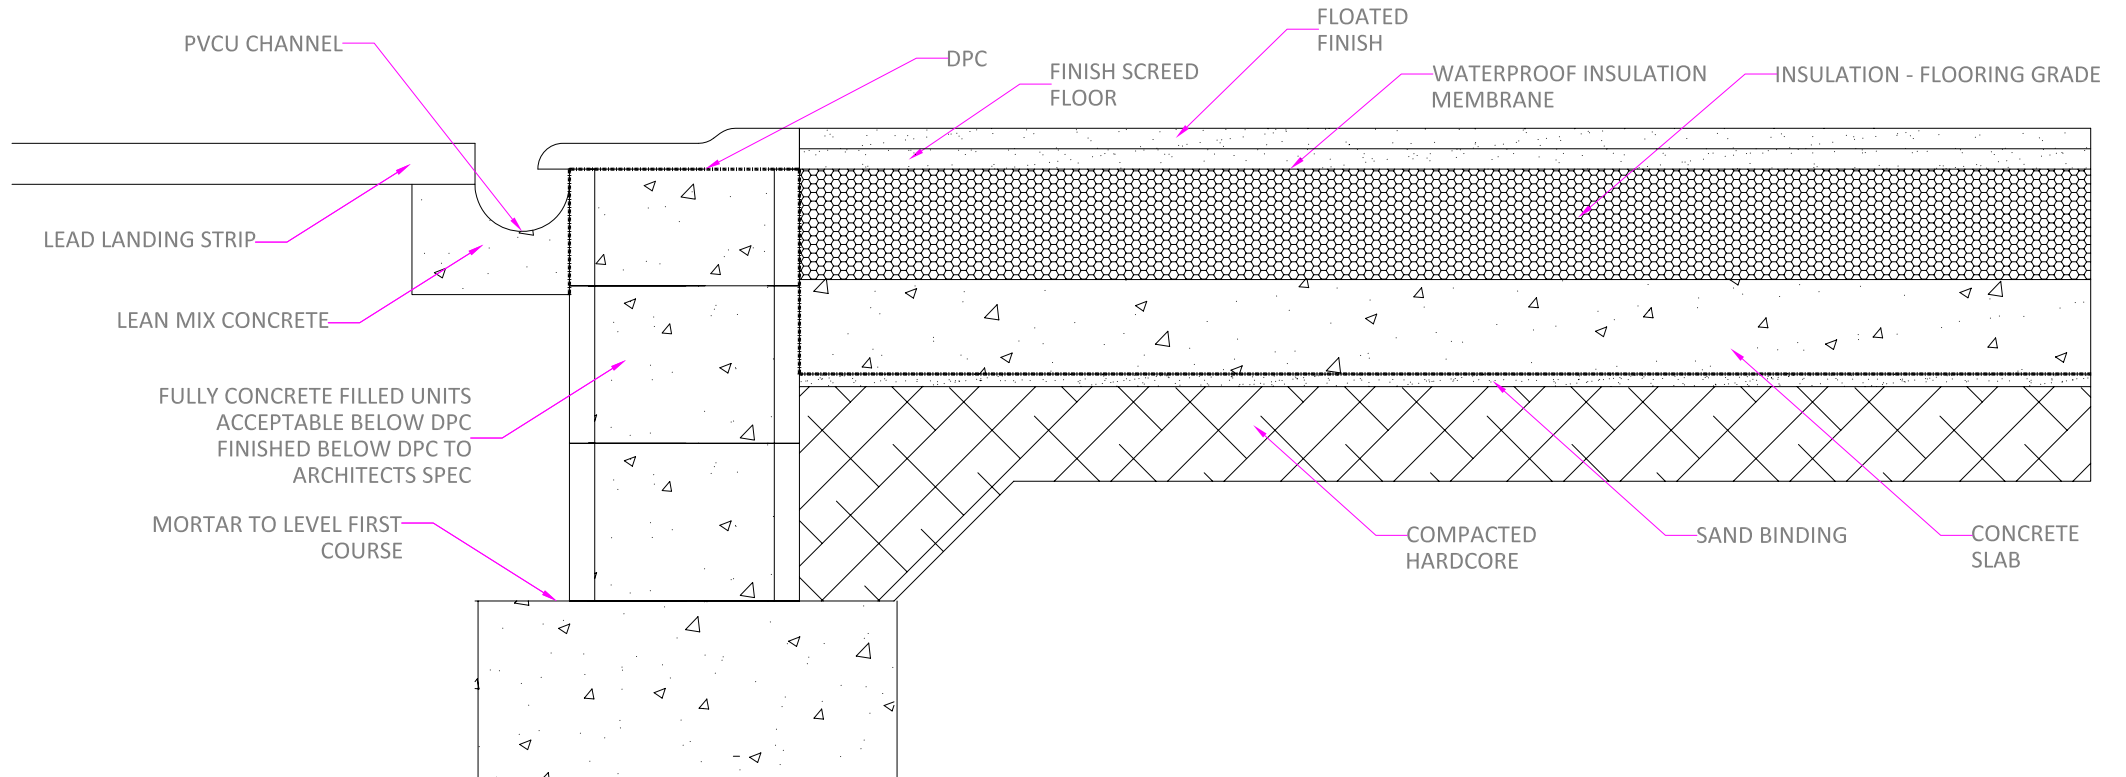 PVCU CHANNEL
DPC
FLOATED
FINISH
FINISH SCREED
FLOOR
WATERPROOF INSULATION
MEMBRANE
INSULATION - FLOORING GRADE
LEAD LANDING STRIP
LEAN MIX CONCRETE
FULLY CONCRETE FILLED UNITS
ACCEPTABLE BELOW DPC
FINISHED BELOW DPC TO
ARCHITECTS SPEC
MORTAR TO LEVEL FIRST
COURSE
COMPACTED
HARDCORE
SAND BINDING
CONCRETE
SLAB